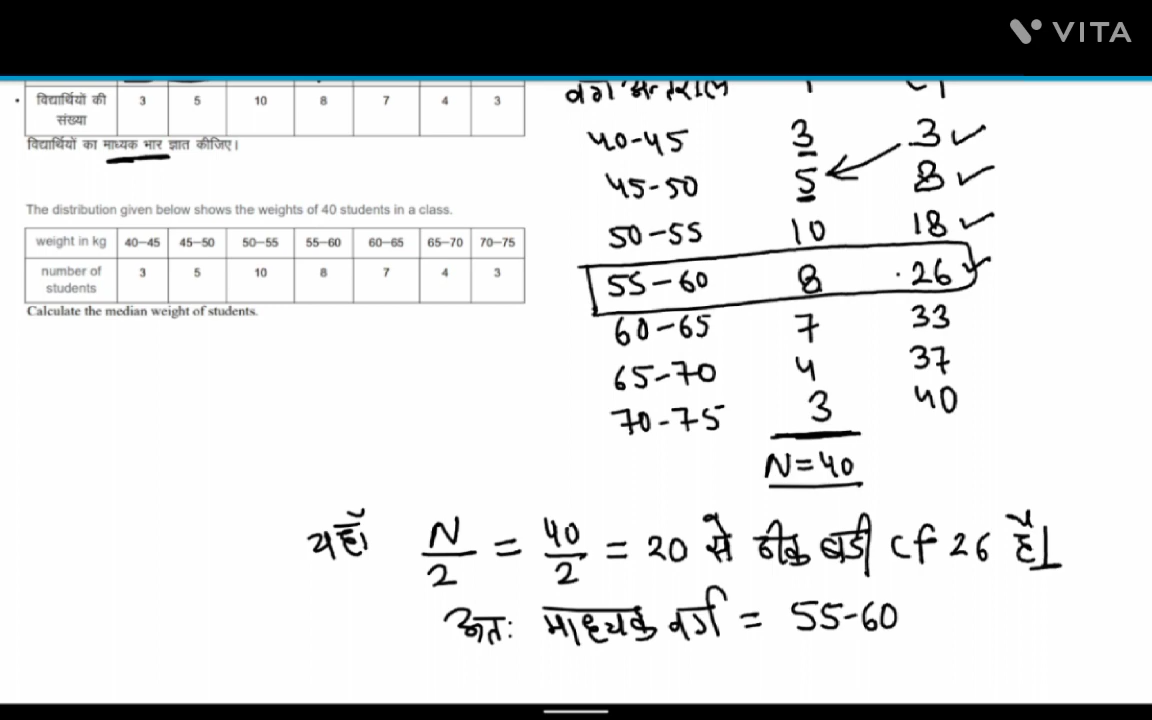 VITA
विद्यार्थियों की 3 5 10 8 7 4 3
संख्या
विद्यार्थियों का माध्यक भार ज्ञात कीजिए।
The distribution given below shows the weights of 40 students in a class.
weight in kg 40–45 45–50 50–55 55–60 60–65 65–70 70–75
number of 3 5 10 8 7 4 3
students
Calculate the median weight of students.
वर्ग अन्तराल
40-45 3 3
45-50 5 8
50-55 10 18
55-60 8 26
60-65 7 33
65-70 4 37
70-75 3 40
N=40
यहाँ N/2 = 40/2 = 20 से ठीक बड़ी cf 26 है।
अतः माध्यक वर्ग = 55-60